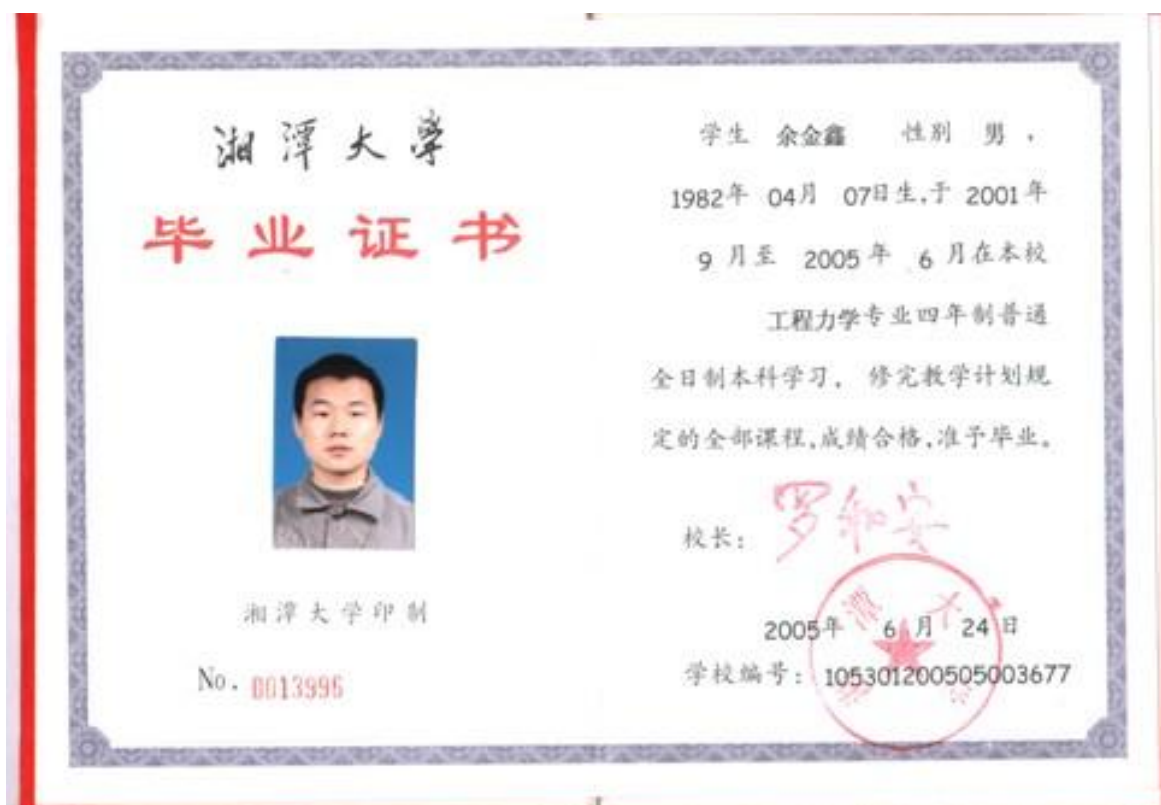 湘潭大學
毕业证书
湘潭大学印制
No. 0013996
学生 余金鑫 性别 男 ,
1982年 04月 07日生,于 2001年
9 月至 2005年 6 月在本校
工程力学专业四年制普通
全日制本科学习, 修完教学计划规
定的全部课程,成绩合格,准予毕业。
校长: 罗和安
2005年 6 月 24 日
学校编号: 105301200505003677
湘潭大学